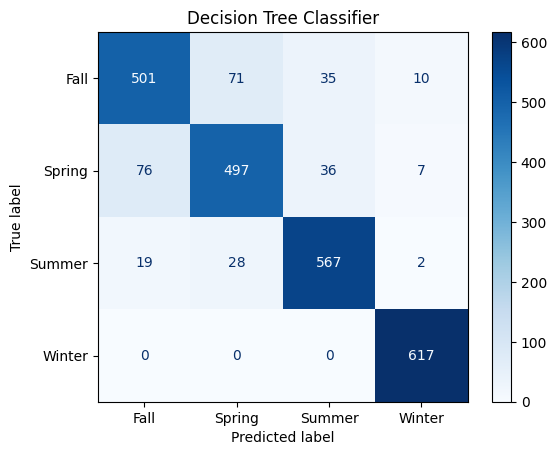 Decision Tree Classifier
True label
Fall 501 71 35 10
Spring 76 497 36 7
Summer 19 28 567 2
Winter 0 0 0 617
Fall Spring Summer Winter
Predicted label
600
500
400
300
200
100
0